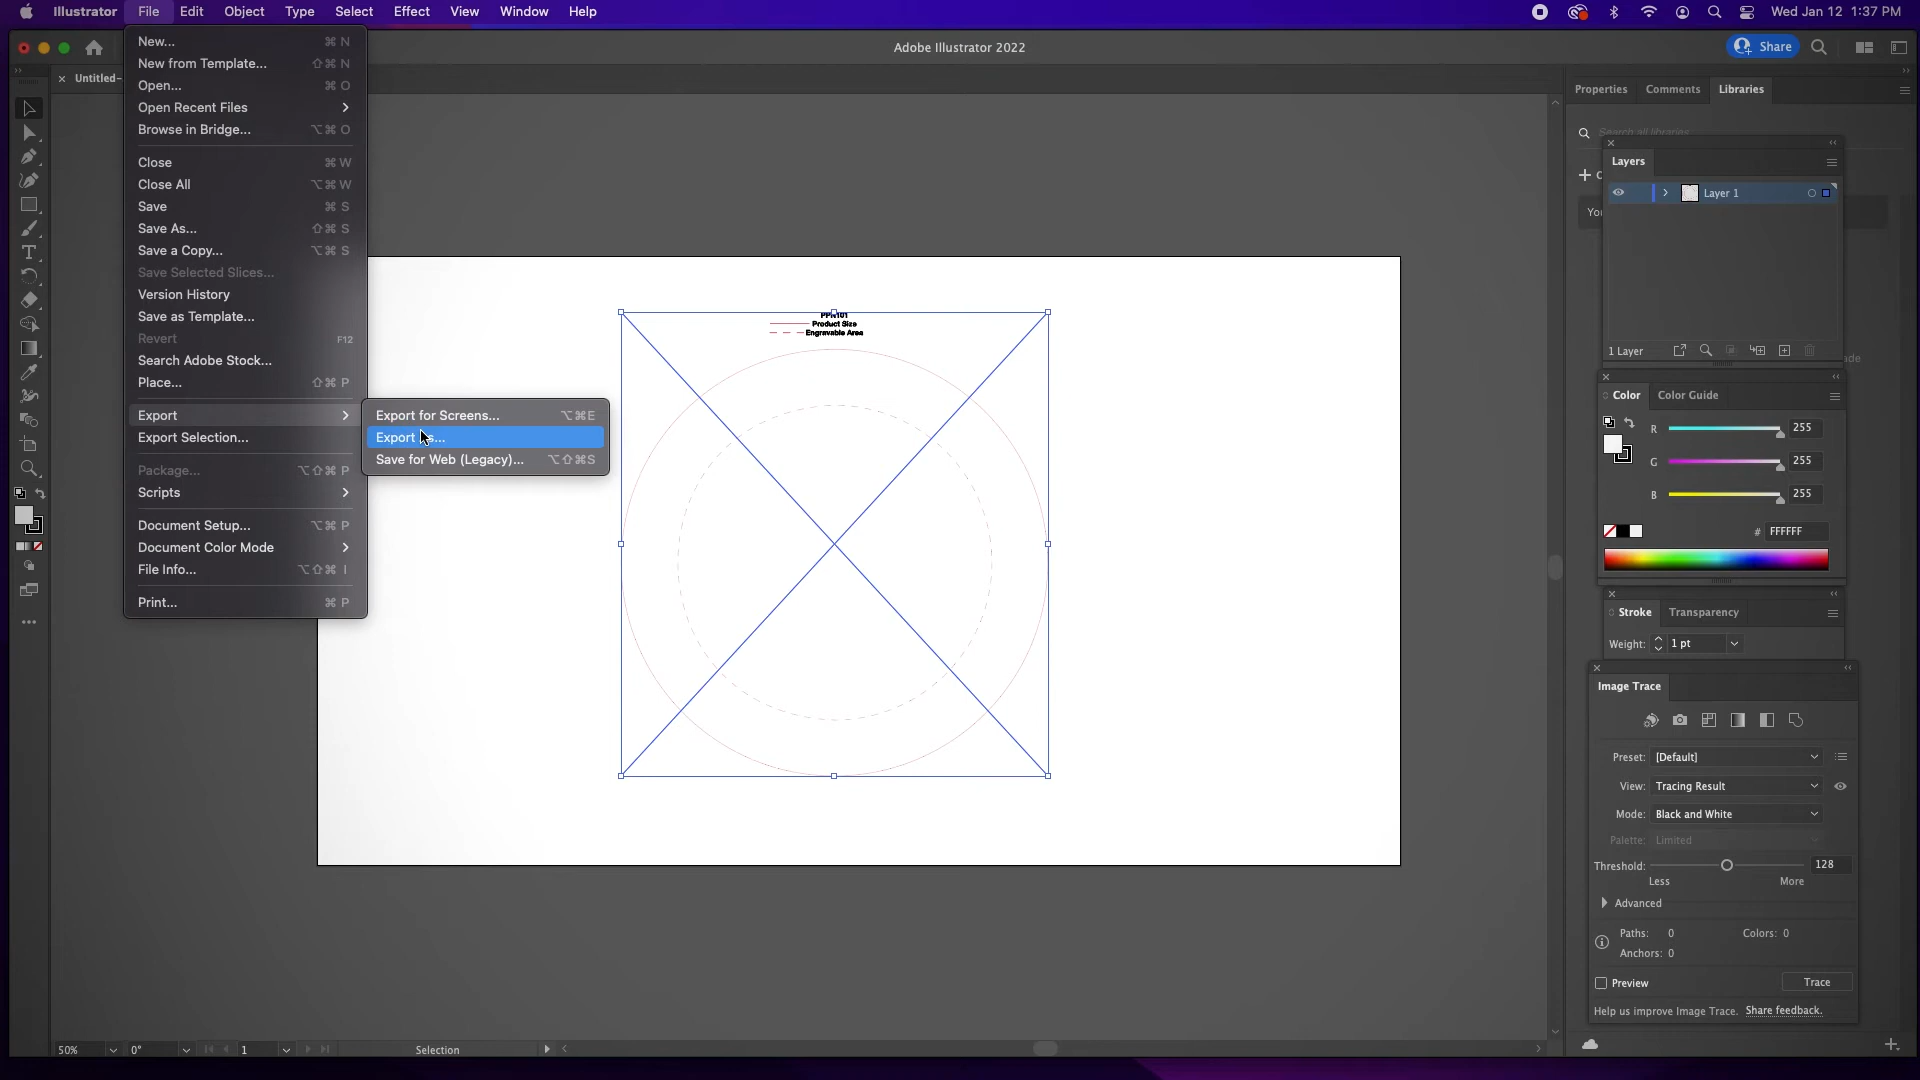 Illustrator File Edit Object Type Select Effect View Window Help
Wed Jan 12 1:37 PM
Adobe Illustrator 2022
Share
Untitled-
New... ⌘ N
New from Template... ⇧⌘ N
Open... ⌘ O
Open Recent Files
Browse in Bridge... ⌥⌘ O
Close ⌘ W
Close All ⌥⌘ W
Save ⌘ S
Save As... ⇧⌘ S
Save a Copy... ⌥⌘ S
Save Selected Slices...
Version History
Save as Template...
Revert F12
Search Adobe Stock...
Place... ⇧⌘ P
Export
Export Selection...
Package... ⌥⇧⌘ P
Scripts
Document Setup... ⌥⌘ P
Document Color Mode
File Info... ⌥⇧⌘ I
Print... ⌘ P
Export for Screens... ⌥⌘E
Export
Save for Web (Legacy)... ⌥⇧⌘S
PPN101
Product Size
Engravable Area
Properties Comments Libraries
Search all libraries
Layers
Layer 1
1 Layer
Color Color Guide
R 255
G 255
B 255
# FFFFFF
Stroke Transparency
Weight: 1 pt
Image Trace
Preset: [Default]
View: Tracing Result
Mode: Black and White
Palette: Limited
Threshold: 128
Less More
Advanced
Paths: 0 Colors: 0
Anchors: 0
Preview Trace
Help us improve Image Trace. Share feedback.
50% 0° 1 Selection